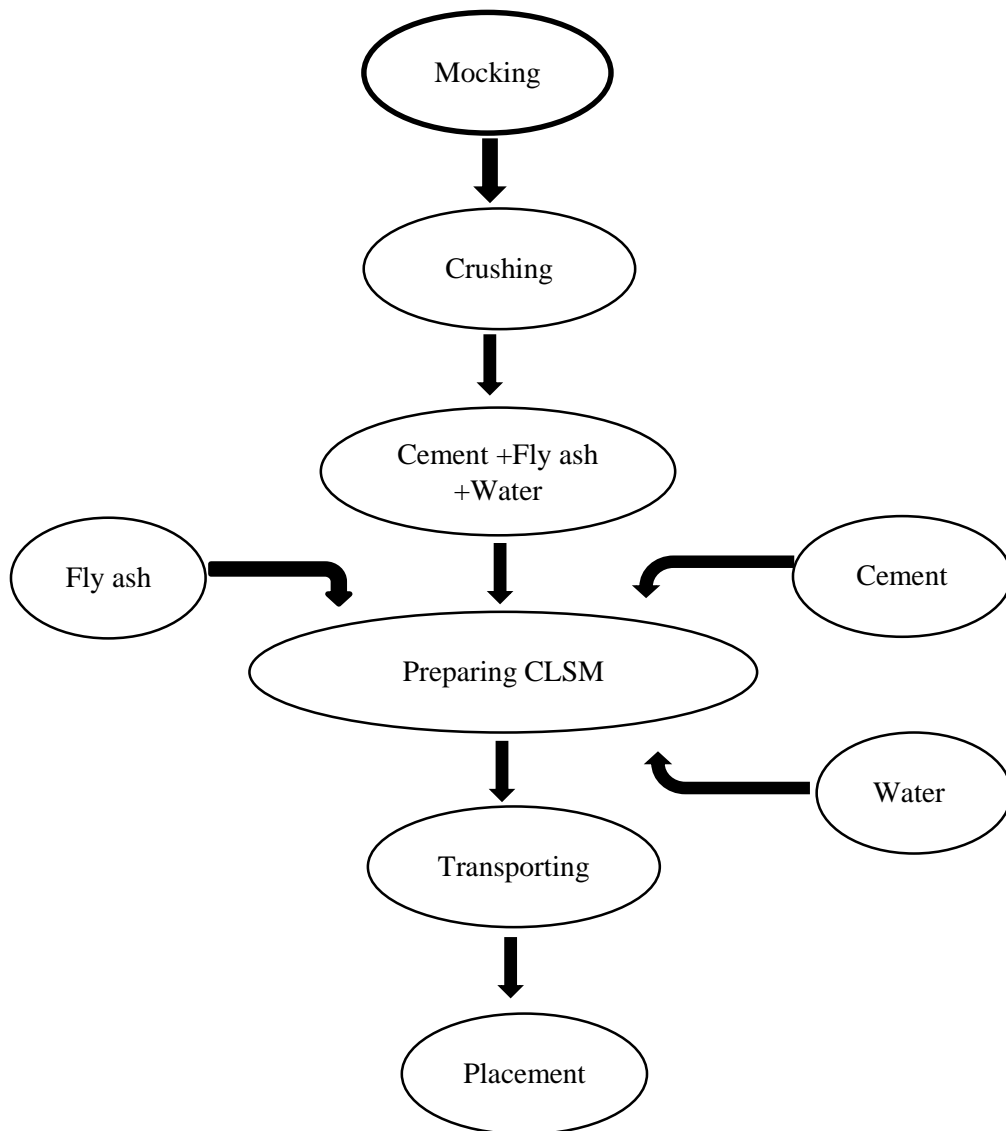 Mocking
Crushing
Cement +Fly ash
+Water
Fly ash
Cement
Preparing CLSM
Water
Transporting
Placement